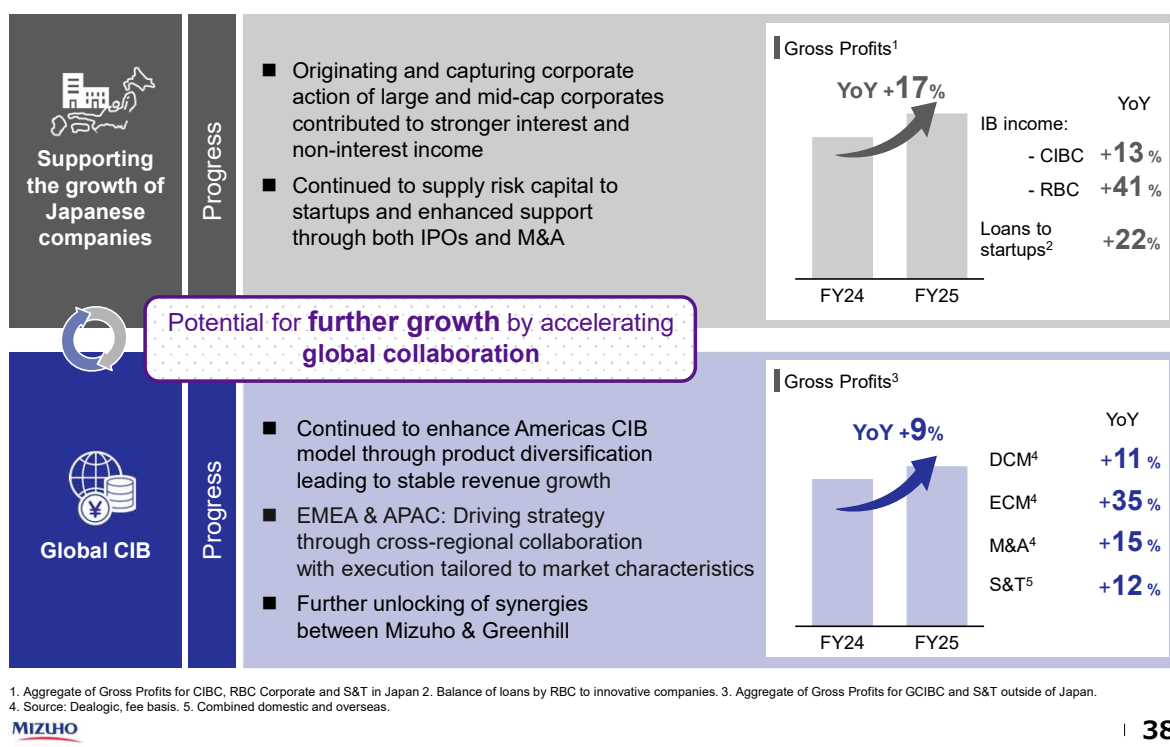 Supporting
the growth of
Japanese
companies
Progress
■ Originating and capturing corporate
action of large and mid-cap corporates
contributed to stronger interest and
non-interest income
■ Continued to supply risk capital to
startups and enhanced support
through both IPOs and M&A
Gross Profits¹
YoY +17%
FY24
FY25
YoY
IB income:
- CIBC +13 %
- RBC +41 %
Loans to
startups² +22%
Potential for further growth by accelerating
global collaboration
¥
Global CIB
Progress
■ Continued to enhance Americas CIB
model through product diversification
leading to stable revenue growth
■ EMEA & APAC: Driving strategy
through cross-regional collaboration
with execution tailored to market characteristics
■ Further unlocking of synergies
between Mizuho & Greenhill
Gross Profits³
YoY +9%
FY24
FY25
YoY
DCM⁴ +11 %
ECM⁴ +35 %
M&A⁴ +15 %
S&T⁵ +12 %
1. Aggregate of Gross Profits for CIBC, RBC Corporate and S&T in Japan 2. Balance of loans by RBC to innovative companies. 3. Aggregate of Gross Profits for GCIBC and S&T outside of Japan.
4. Source: Dealogic, fee basis. 5. Combined domestic and overseas.
MIZUHO
38